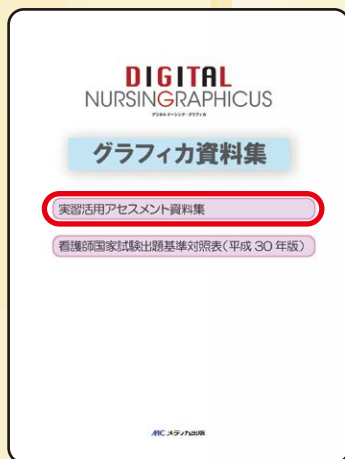 DIGITAL
NURSINGRAPHICUS
デジタル ナーシング・グラフィカ
グラフィカ資料集
実習活用アセスメント資料集
看護師国家試験出題基準対照表(平成 30 年版)
MC メディカ出版